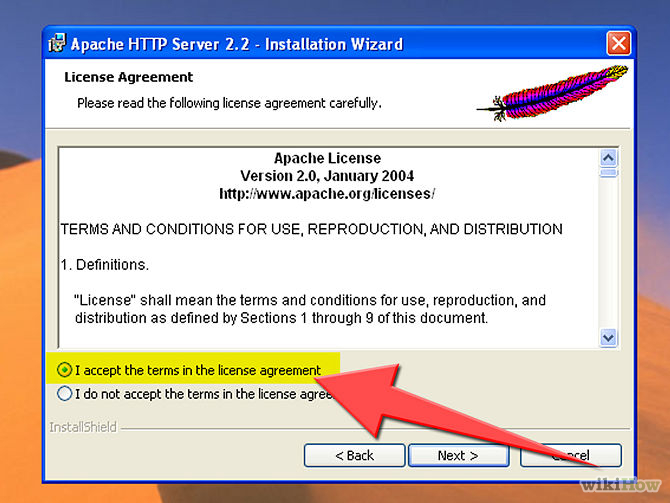 Apache HTTP Server 2.2 - Installation Wizard
License Agreement
Please read the following license agreement carefully.
Apache License
Version 2.0, January 2004
http://www.apache.org/licenses/
TERMS AND CONDITIONS FOR USE, REPRODUCTION, AND DISTRIBUTION
1. Definitions.
"License" shall mean the terms and conditions for use, reproduction, and
distribution as defined by Sections 1 through 9 of this document.
I accept the terms in the license agreement
I do not accept the terms in the license agree
InstallShield
< Back
Next >
Cancel
wikiHow